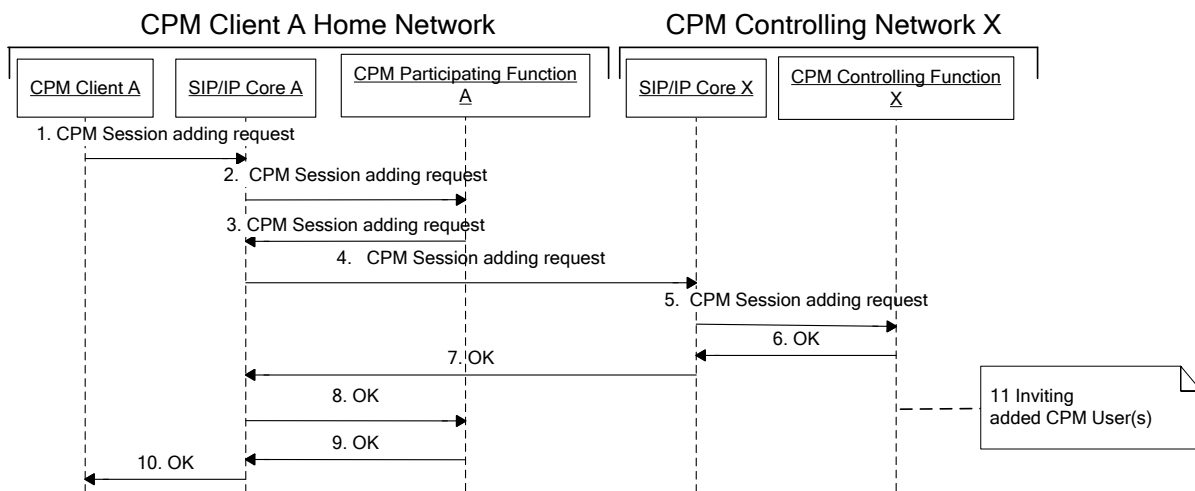 CPM Client A Home Network
CPM Controlling Network X
CPM Client A
SIP/IP Core A
CPM Participating Function
A
SIP/IP Core X
CPM Controlling Function
X
1. CPM Session adding request
2. CPM Session adding request
3. CPM Session adding request
4. CPM Session adding request
5. CPM Session adding request
6. OK
7. OK
8. OK
9. OK
10. OK
11 Inviting
added CPM User(s)